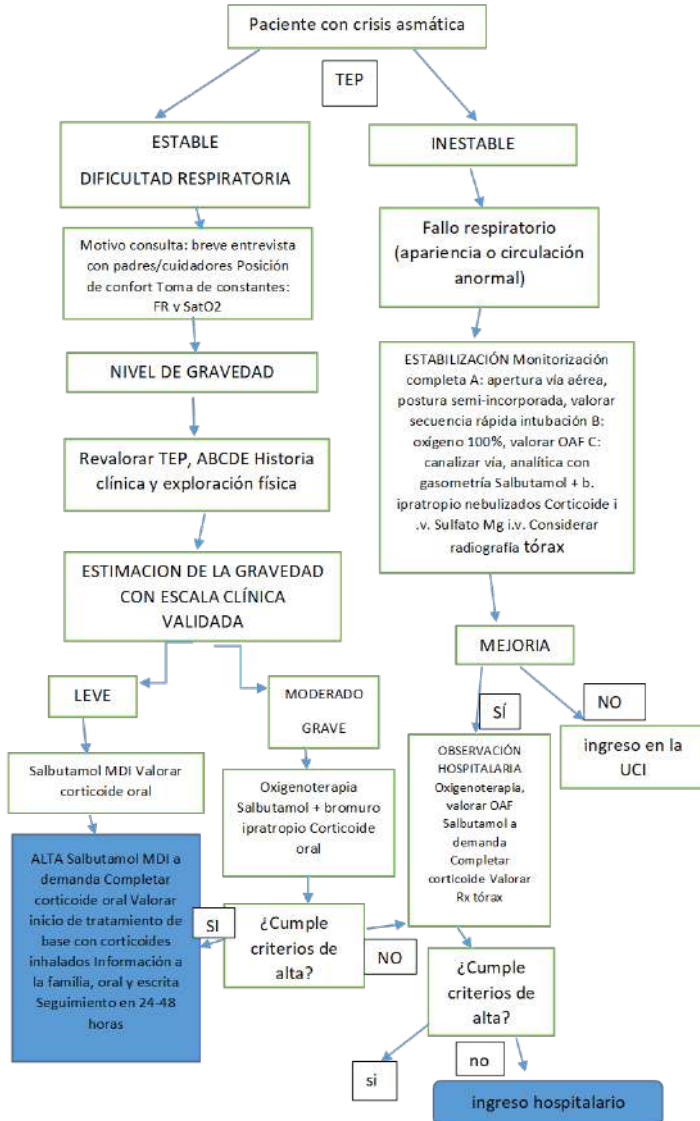 Paciente con crisis asmática
TEP
ESTABLE
DIFICULTAD RESPIRATORIA
INESTABLE
Motivo consulta: breve entrevista
con padres/cuidadores Posición
de confort Toma de constantes:
FR y SatO2
Fallo respiratorio
(apariencia o circulación
anormal)
NIVEL DE GRAVEDAD
ESTABILIZACIÓN Monitorización
completa A: apertura vía aérea,
postura semi-incorporada, valorar
secuencia rápida intubación B:
oxígeno 100%, valorar OAF C:
canalizar vía, analítica con
gasometría Salbutamol + b.
ipratropio nebulizados Corticoide i
.v. Sulfato Mg i.v. Considerar
radiografía tórax
Revalorar TEP, ABCDE Historia
clínica y exploración física
ESTIMACION DE LA GRAVEDAD
CON ESCALA CLÍNICA
VALIDADA
MEJORIA
LEVE
MODERADO
GRAVE
SÍ
NO
Salbutamol MDI Valorar
corticoide oral
Oxigenoterapia
Salbutamol + bromuro
ipratropio Corticoide
oral
OBSERVACIÓN
HOSPITALARIA
Oxigenoterapia,
valorar OAF
Salbutamol a
demanda
Completar
corticoide Valorar
Rx tórax
ingreso en la
UCI
ALTA Salbutamol MDI a
demanda Completar
corticoide oral Valorar
inicio de tratamiento de
base con corticoides
inhalados Información a
la familia, oral y escrita
Seguimiento en 24-48
horas
SI
¿Cumple
criterios de
alta?
NO
¿Cumple
criterios de
alta?
si
no
ingreso hospitalario